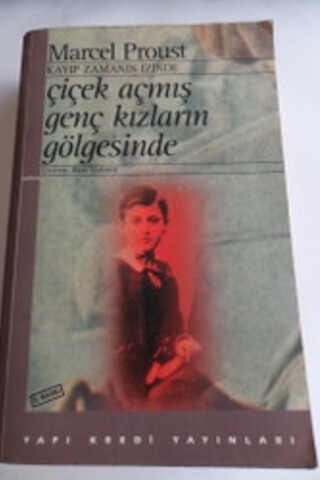 Marcel Proust
KAYIP ZAMANIN İZİNDE
çiçek açmış
genç kızların
gölgesinde
YAPI KREDİ YAYINLARI